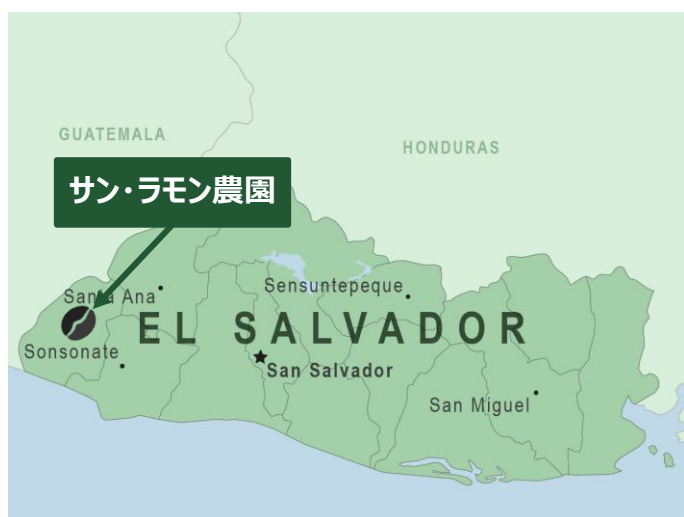 GUATEMALA
HONDURAS
サン・ラモン農園
Santa Ana
Sensuntepeque
EL SALVADOR
Sonsonate
San Salvador
San Miguel